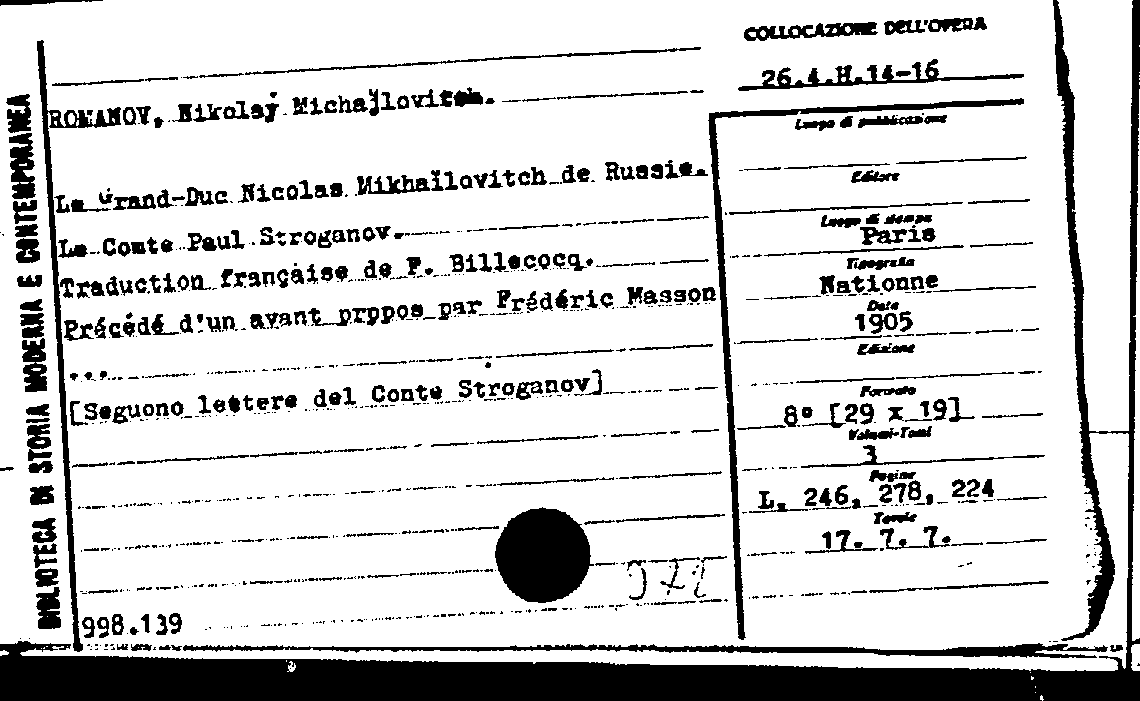 BIBLIOTECA DI STORIA MODERNA E CONTEMPORANEA
COLLOCAZIONE DELL'OPERA
26.4.H.14-16
ROMANOV, Nikolaj Michajlovitch.
Le Grand-Duc Nicolas Mikhaïlovitch de Russie.
Le Comte Paul Stroganov.
Traduction française de F. Billecocq.
Précédé d'un avant prppos par Frédéric Masson
...
[Seguono lettere del Conte Stroganov]
998.139
Luogo di pubblicazione
Editore
Luogo di stampa
Paris
Tipografia
Nationne
Data
1905
Edizione
Formato
8º [29 x 19]
Volumi-Tomi
3
Pagine
L. 246, 278, 224
Tavole
17. 7. 7.